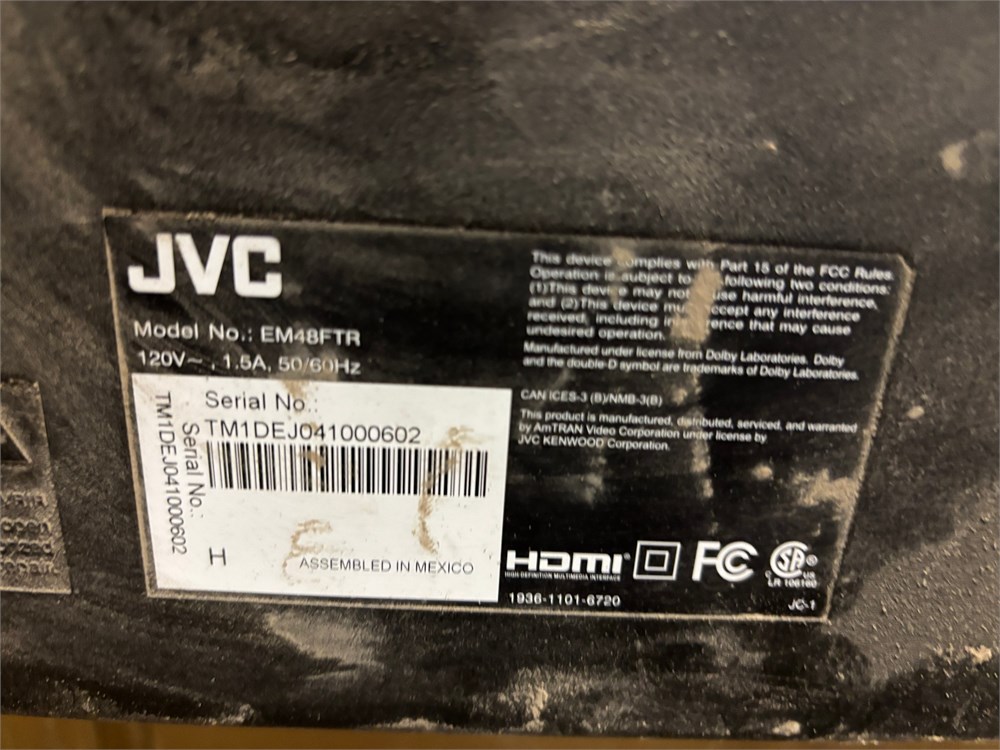 JVC
Model No.: EM48FTR
120V~ , 1.5A, 50/60Hz
Serial No.:
TM1DEJ041000602
Serial No.:
TM1DEJ041000602
H
ASSEMBLED IN MEXICO
This device complies with Part 15 of the FCC Rules.
Operation is subject to following two conditions:
(1)This device may not cause harmful interference,
and (2)This device must accept any interference
received, including interference that may cause
undesired operation.
Manufactured under license from Dolby Laboratories. Dolby
and the double-D symbol are trademarks of Dolby Laboratories.
CAN ICES-3 (B)/NMB-3(B)
This product is manufactured, distributed, serviced, and warranted
by AmTRAN Video Corporation under license by
JVC KENWOOD Corporation.
HDMI®
HIGH-DEFINITION MULTIMEDIA INTERFACE
FC
SA®
C US
LR 106160
1936-1101-6720
JC-1